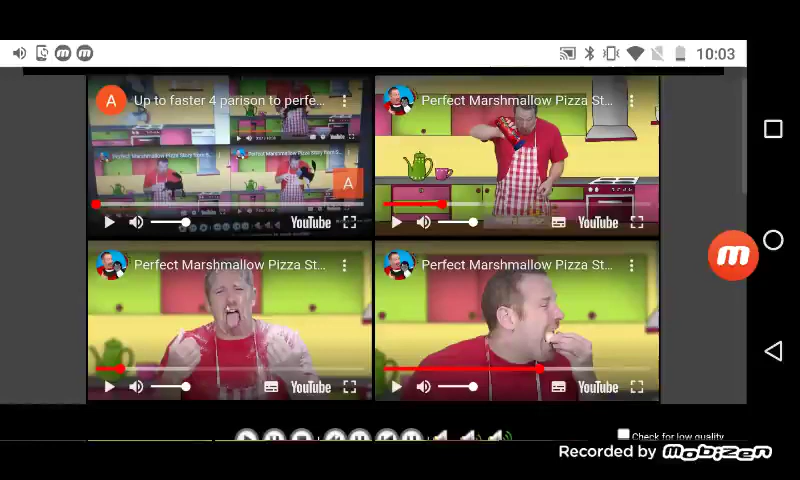 10:03
A Up to faster 4 parison to perfe...
Perfect Marshmallow Pizza St...
A
YouTube
YouTube
Perfect Marshmallow Pizza St...
Perfect Marshmallow Pizza St...
YouTube
YouTube
Check for low quality
Recorded by mobizen